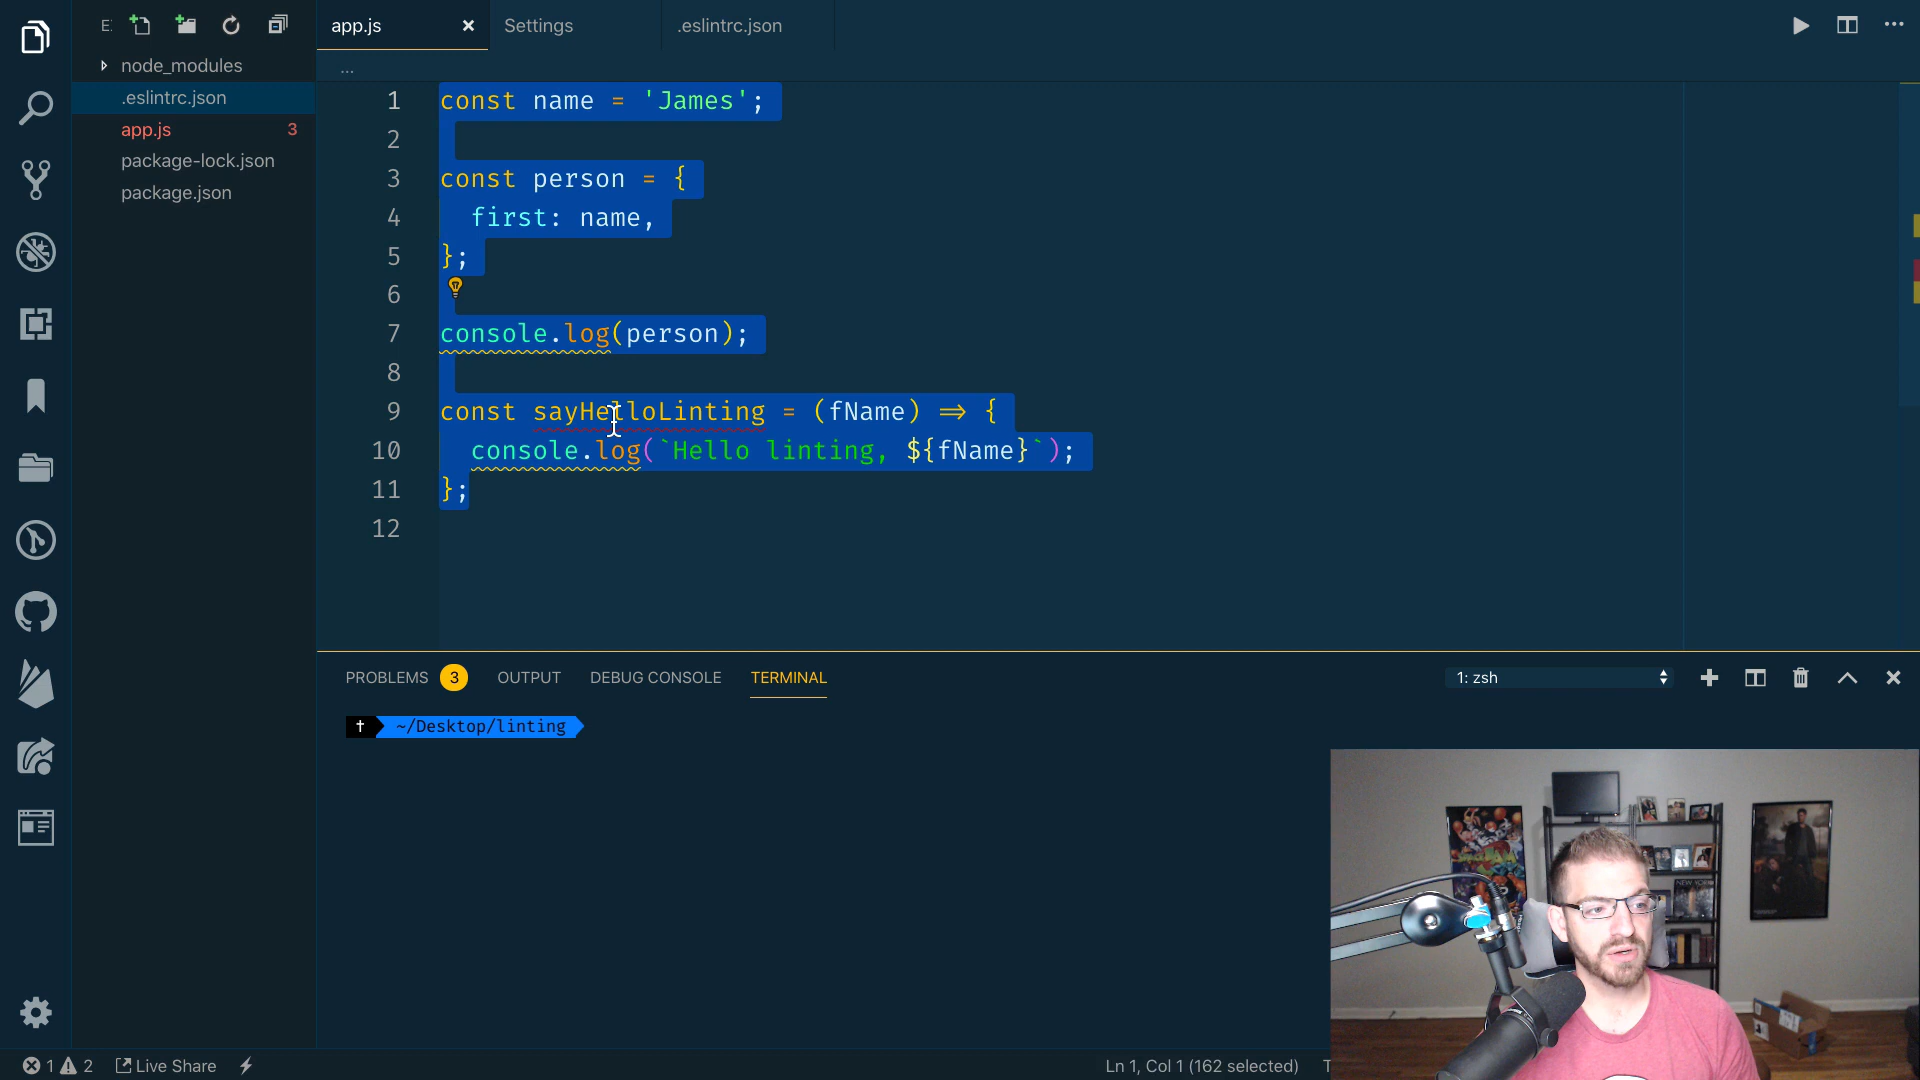 E:
app.js
Settings
.eslintrc.json
...
node_modules
.eslintrc.json
app.js 3
package-lock.json
package.json
1 const name = 'James';
2
3 const person = {
4 first: name,
5 };
6
7 console.log(person);
8
9 const sayHelloLinting = (fName) => {
10 console.log(`Hello linting, ${fName}`);
11 };
12
PROBLEMS 3 OUTPUT DEBUG CONSOLE TERMINAL
1: zsh
~/Desktop/linting
NEW YORK
1 2 Live Share
Ln 1, Col 1 (162 selected)